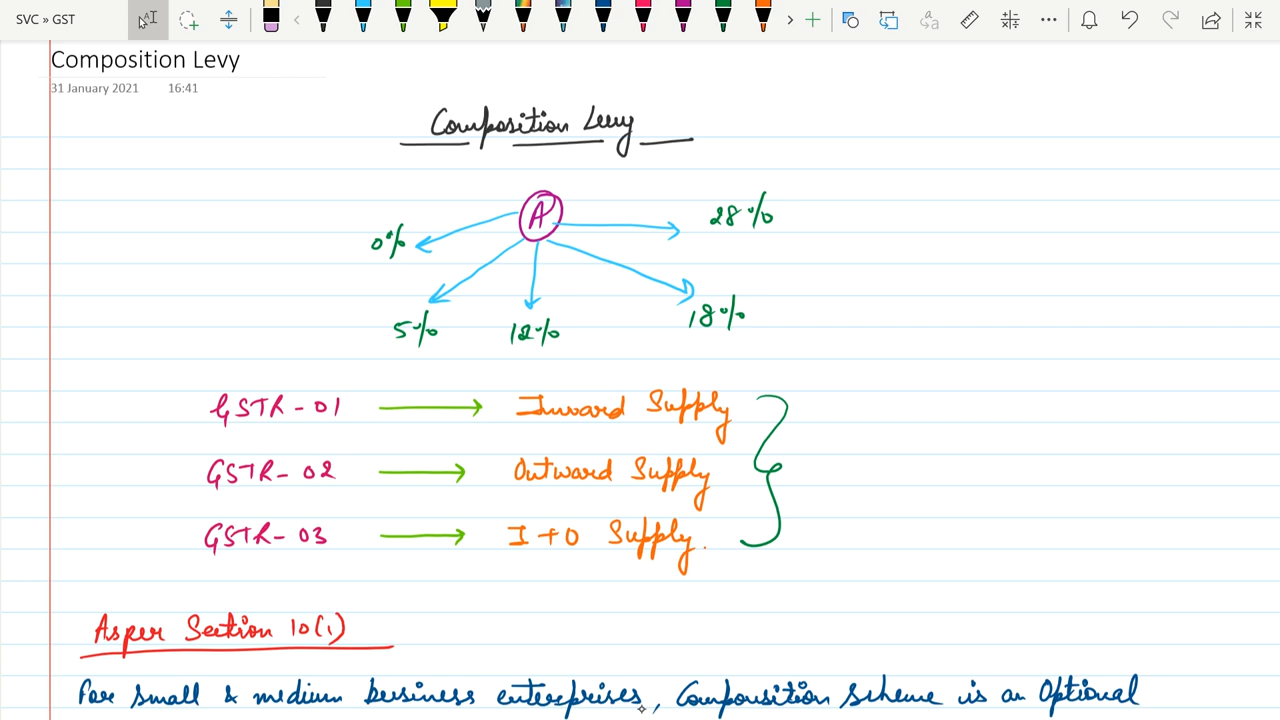 SVC » GST
Composition Levy
31 January 2021 16:41
Composition Levy
A
28%
0%
18%
5%
12%
GSTR-01 Inward Supply
GSTR-02 Outward Supply
GSTR-03 I+O Supply.
As per Section 10(1)
For small & medium business enterprises, Composition scheme is an Optional